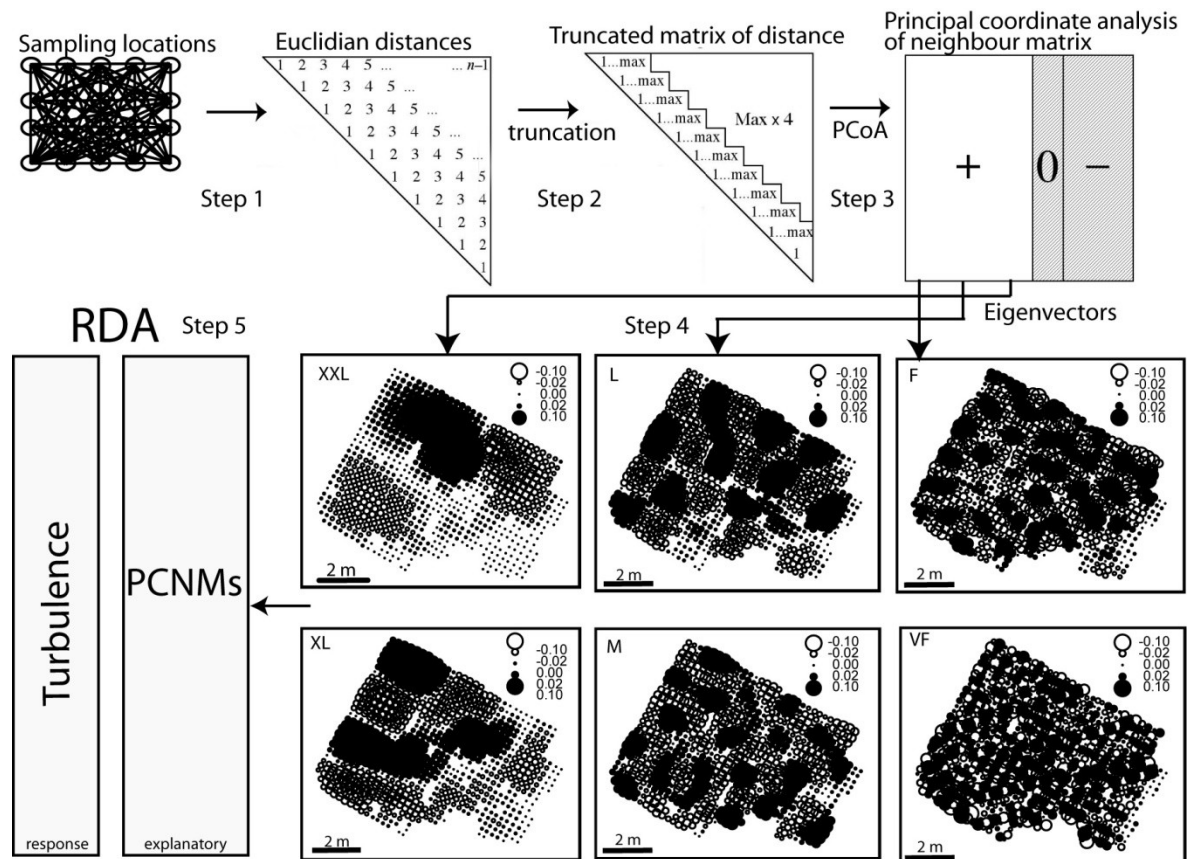 Sampling locations
Euclidian distances
Truncated matrix of distance
Principal coordinate analysis
of neighbour matrix
1 2 3 4 5 ... ... n–1
1 2 3 4 5 ...
1 2 3 4 5 ...
1 2 3 4 5 ...
1 2 3 4 5 ...
1 2 3 4 5
1 2 3 4
1 2 3
1 2
1
Step 1
truncation
Step 2
1...max
1...max
1...max
1...max
1...max
1...max
1...max
1...max
1...max
1
Max x 4
PCoA
Step 3
+ 0 −
Eigenvectors
Step 4
RDA Step 5
Turbulence
response
PCNMs
explanatory
XXL
-0.10
-0.02
0.00
0.02
0.10
2 m
L
-0.10
-0.02
0.00
0.02
0.10
2 m
F
-0.10
-0.02
0.00
0.02
0.10
2 m
XL
-0.10
-0.02
0.00
0.02
0.10
2 m
M
-0.10
-0.02
0.00
0.02
0.10
2 m
VF
-0.10
-0.02
0.00
0.02
0.10
2 m